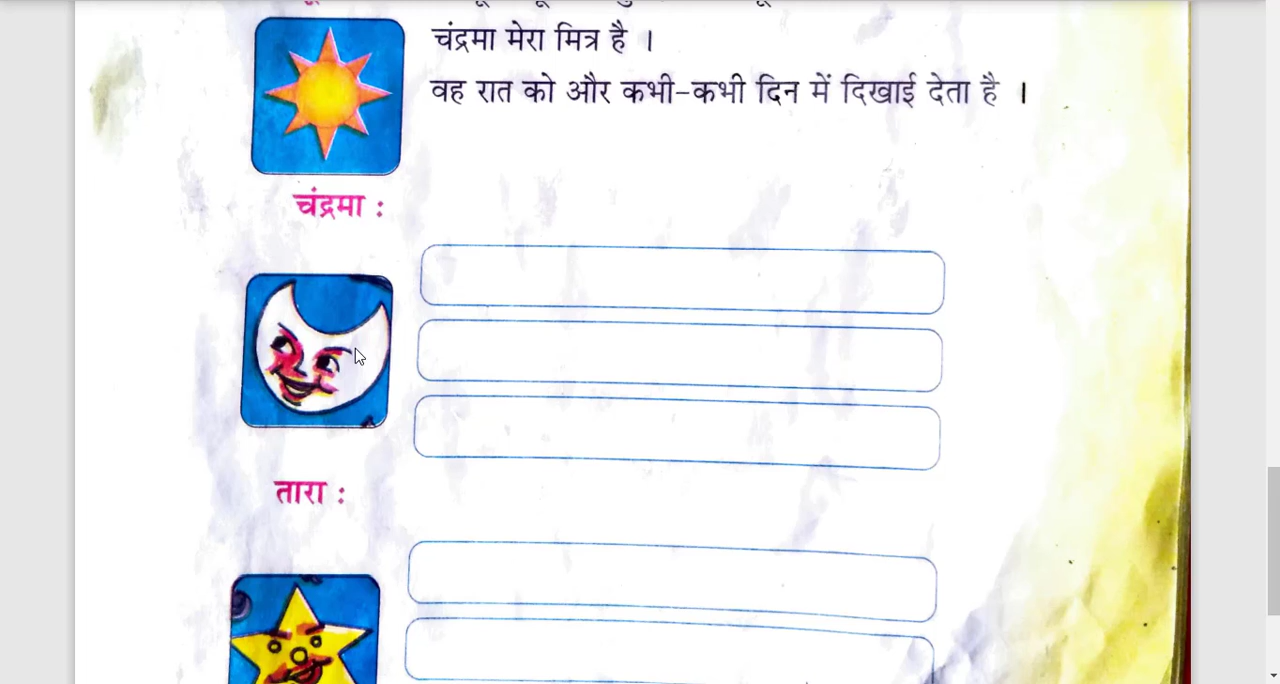 चंद्रमा मेरा मित्र है ।
वह रात को और कभी-कभी दिन में दिखाई देता है ।
चंद्रमा :
तारा :